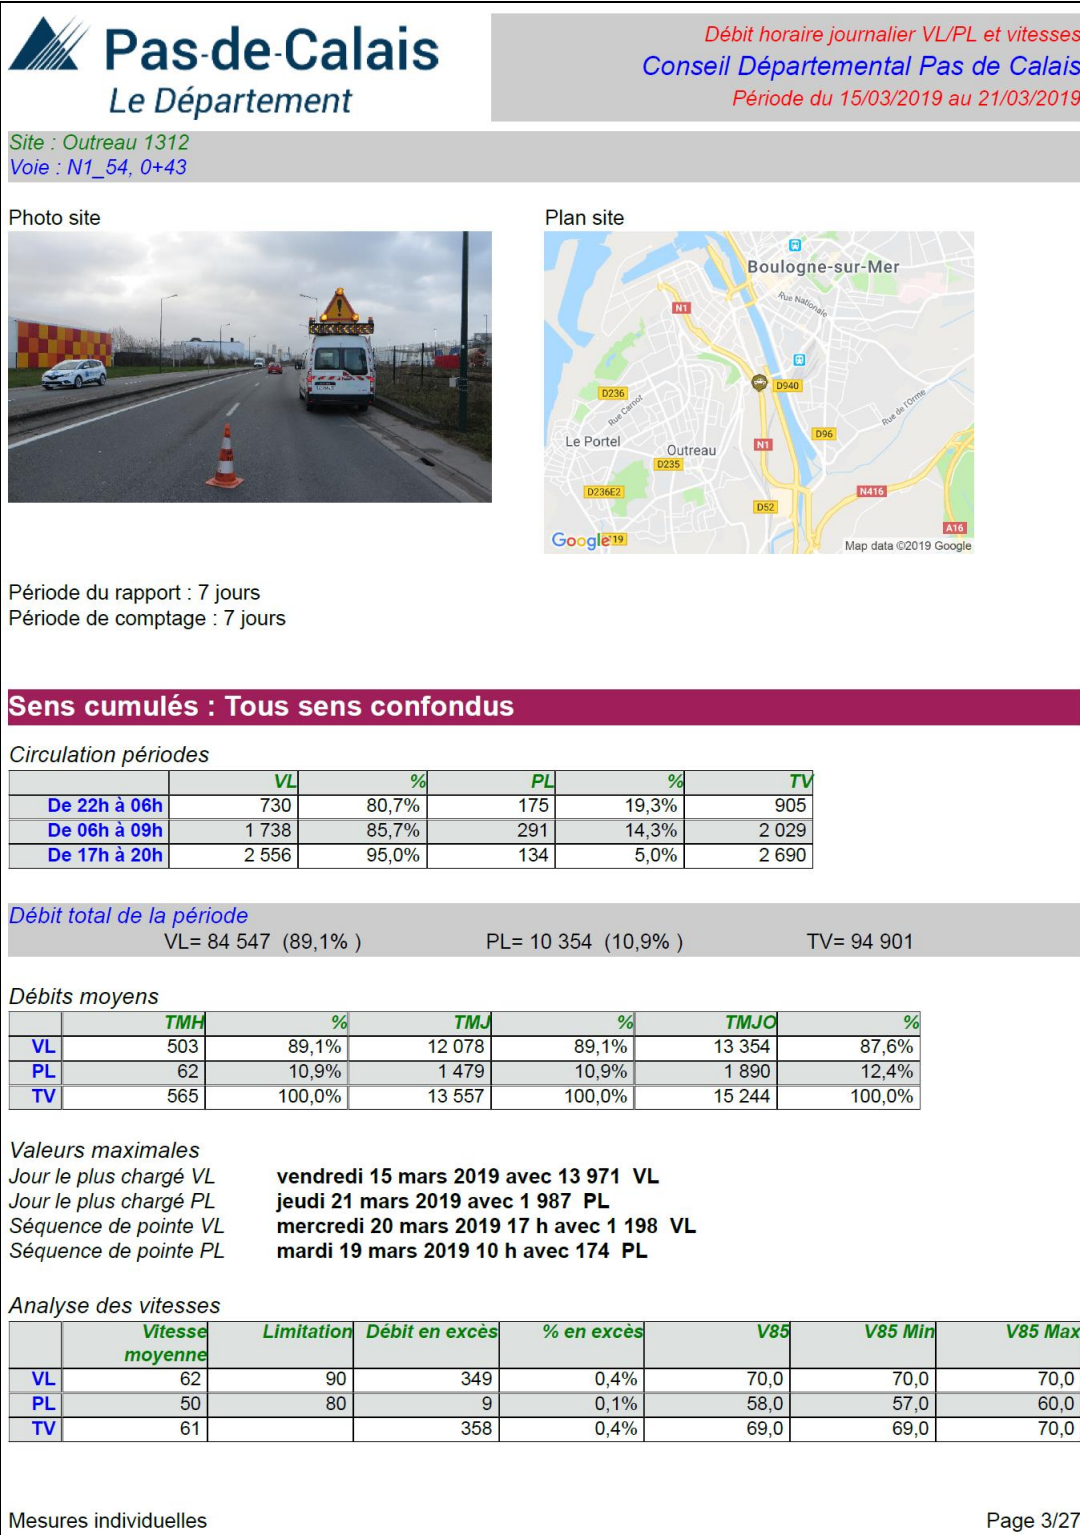 Pas-de-Calais
Le Département
Débit horaire journalier VL/PL et vitesses
Conseil Départemental Pas de Calais
Période du 15/03/2019 au 21/03/2019
Site : Outreau 1312
Voie : N1_54, 0+43
Photo site
Plan site
Boulogne-sur-Mer
Rue Nationale
N1
D940
D236
Rue Carnot
Rue de l'Orme
Le Portel
Outreau
N1
D96
D235
D236E2
N416
D52
A16
Google
19
Map data ©2019 Google
Période du rapport : 7 jours
Période de comptage : 7 jours
Sens cumulés : Tous sens confondus
Circulation périodes
VL % PL % TV
De 22h à 06h 730 80,7% 175 19,3% 905
De 06h à 09h 1 738 85,7% 291 14,3% 2 029
De 17h à 20h 2 556 95,0% 134 5,0% 2 690
Débit total de la période
VL= 84 547 (89,1% ) PL= 10 354 (10,9% ) TV= 94 901
Débits moyens
TMH % TMJ % TMJO %
VL 503 89,1% 12 078 89,1% 13 354 87,6%
PL 62 10,9% 1 479 10,9% 1 890 12,4%
TV 565 100,0% 13 557 100,0% 15 244 100,0%
Valeurs maximales
Jour le plus chargé VL vendredi 15 mars 2019 avec 13 971 VL
Jour le plus chargé PL jeudi 21 mars 2019 avec 1 987 PL
Séquence de pointe VL mercredi 20 mars 2019 17 h avec 1 198 VL
Séquence de pointe PL mardi 19 mars 2019 10 h avec 174 PL
Analyse des vitesses
Vitesse moyenne Limitation Débit en excès % en excès V85 V85 Min V85 Max
VL 62 90 349 0,4% 70,0 70,0 70,0
PL 50 80 9 0,1% 58,0 57,0 60,0
TV 61 358 0,4% 69,0 69,0 70,0
Mesures individuelles
Page 3/27